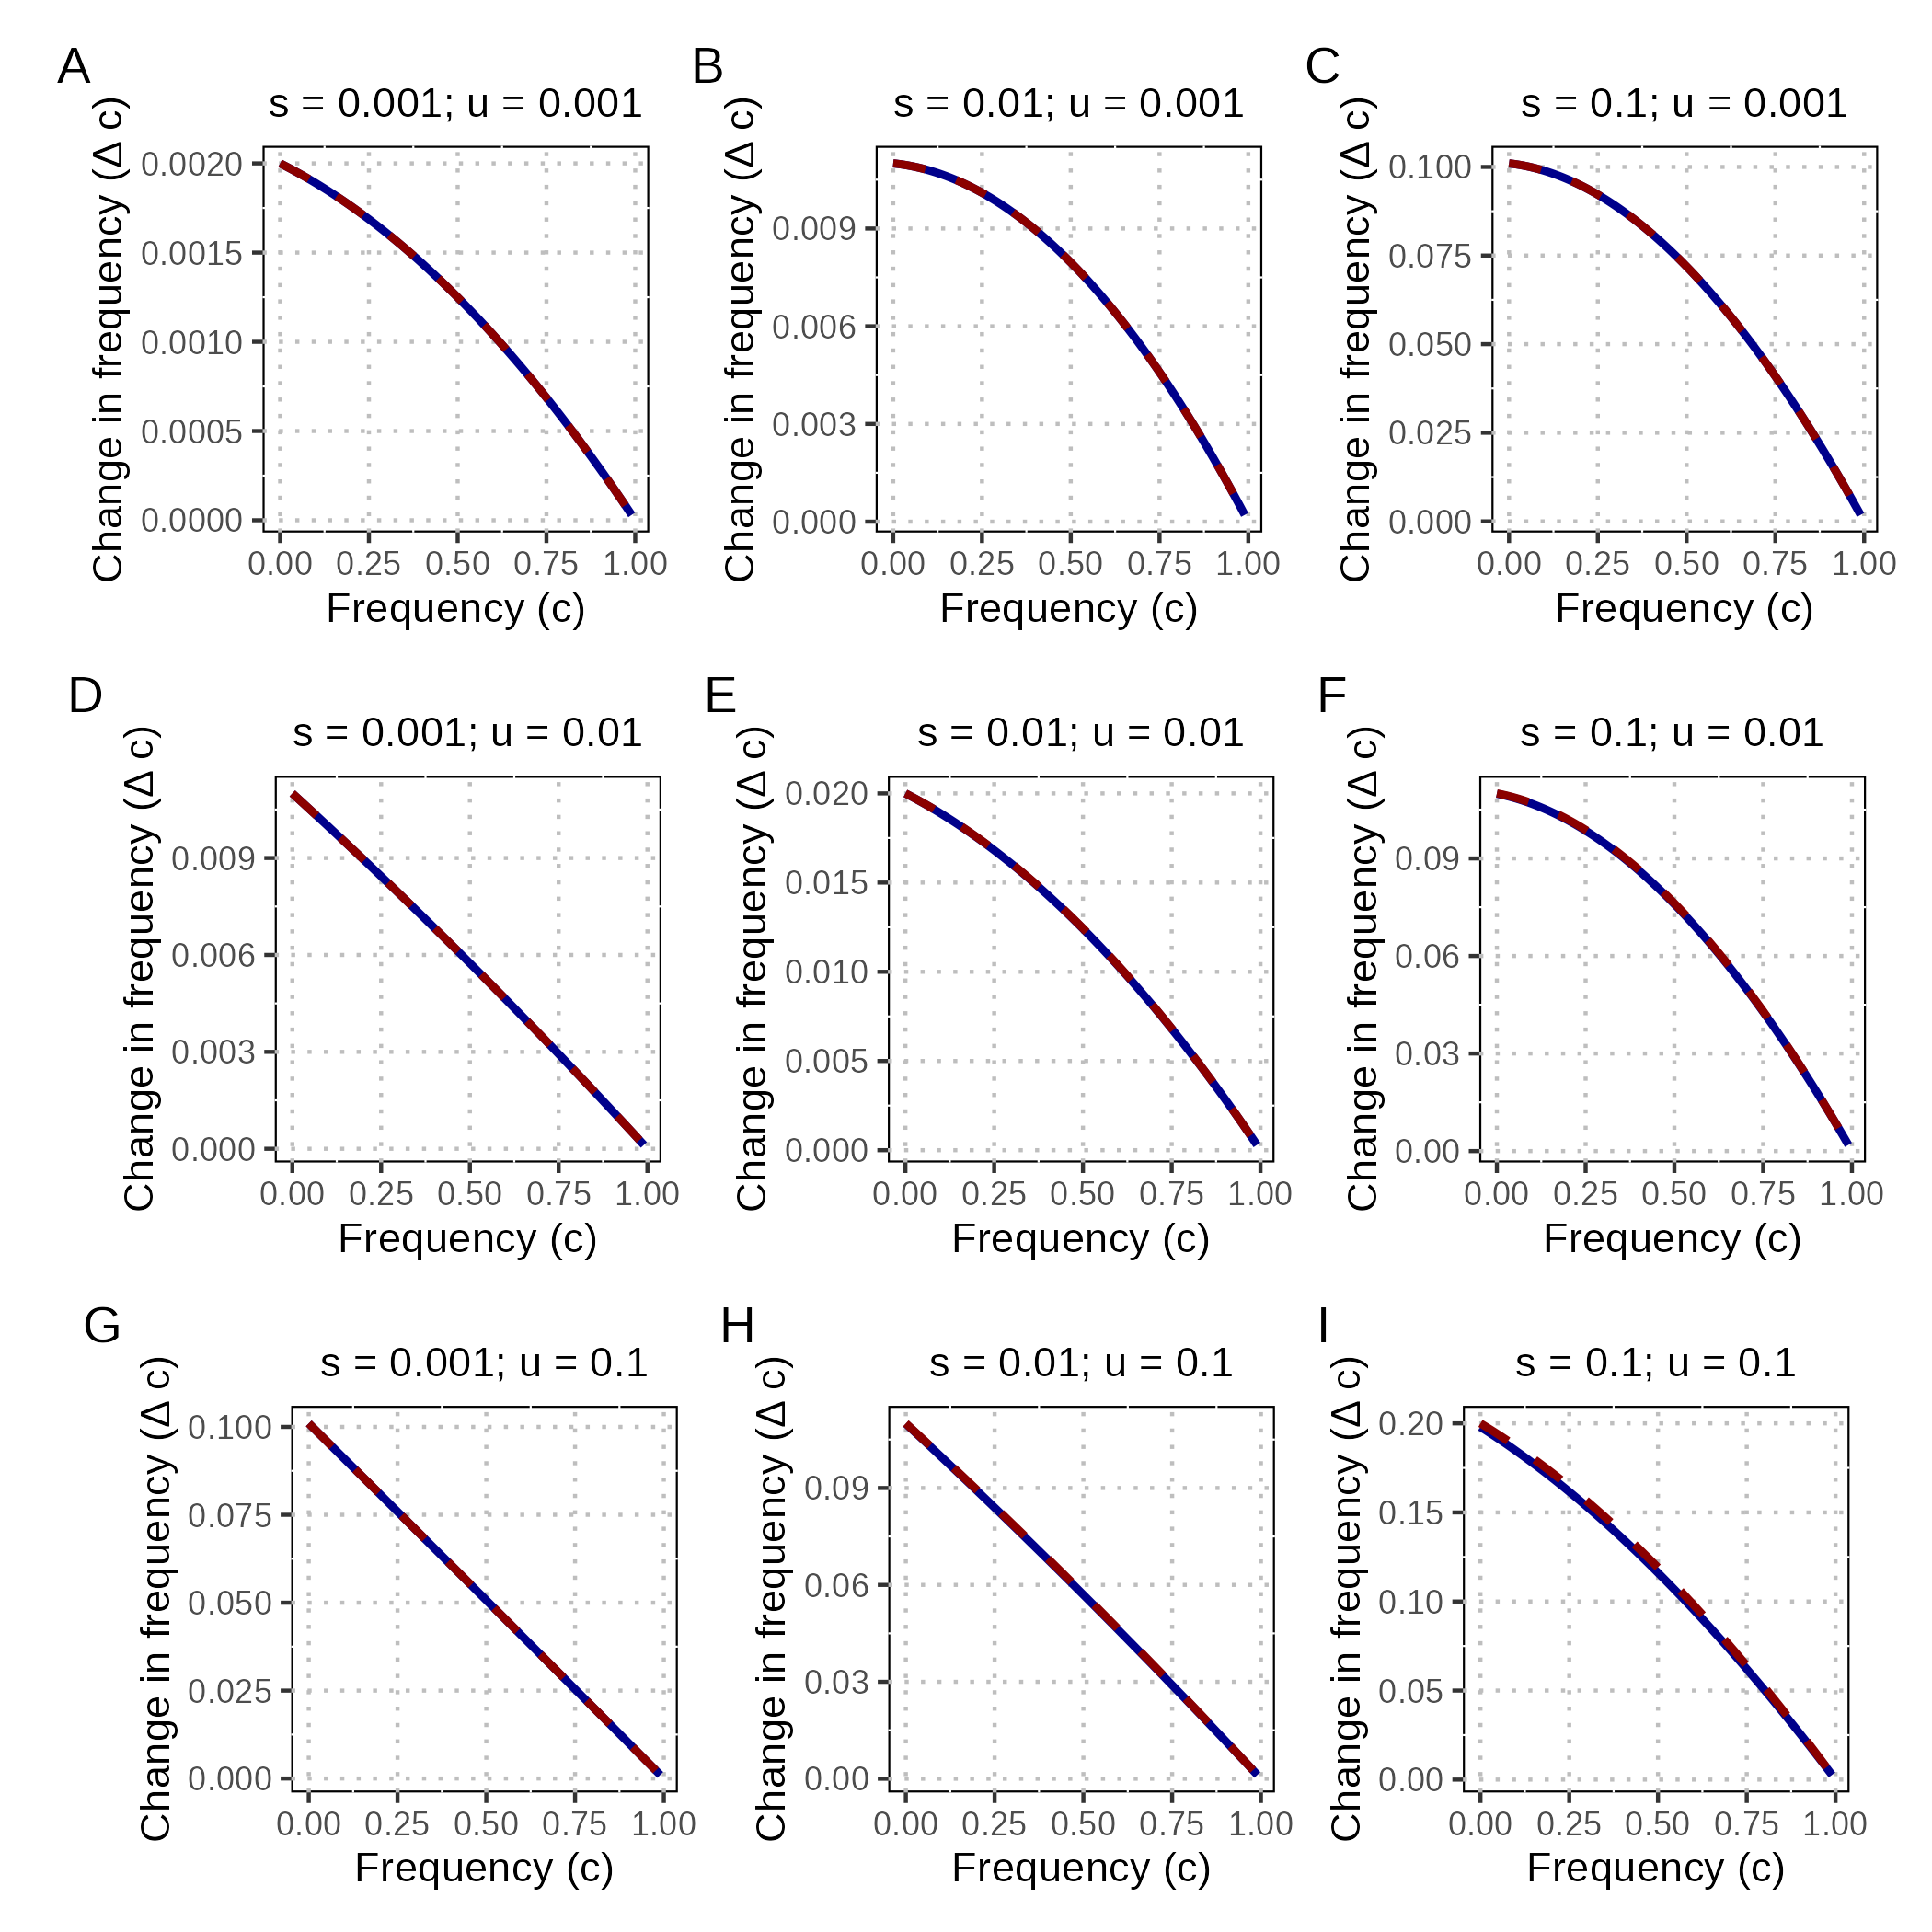 A
s = 0.001; u = 0.001
Change in frequency (Δ c)
0.0020
0.0015
0.0010
0.0005
0.0000
0.00 0.25 0.50 0.75 1.00
Frequency (c)
B
s = 0.01; u = 0.001
Change in frequency (Δ c)
0.009
0.006
0.003
0.000
0.00 0.25 0.50 0.75 1.00
Frequency (c)
C
s = 0.1; u = 0.001
Change in frequency (Δ c)
0.100
0.075
0.050
0.025
0.000
0.00 0.25 0.50 0.75 1.00
Frequency (c)
D
s = 0.001; u = 0.01
Change in frequency (Δ c)
0.009
0.006
0.003
0.000
0.00 0.25 0.50 0.75 1.00
Frequency (c)
E
s = 0.01; u = 0.01
Change in frequency (Δ c)
0.020
0.015
0.010
0.005
0.000
0.00 0.25 0.50 0.75 1.00
Frequency (c)
F
s = 0.1; u = 0.01
Change in frequency (Δ c)
0.09
0.06
0.03
0.00
0.00 0.25 0.50 0.75 1.00
Frequency (c)
G
s = 0.001; u = 0.1
Change in frequency (Δ c)
0.100
0.075
0.050
0.025
0.000
0.00 0.25 0.50 0.75 1.00
Frequency (c)
H
s = 0.01; u = 0.1
Change in frequency (Δ c)
0.09
0.06
0.03
0.00
0.00 0.25 0.50 0.75 1.00
Frequency (c)
I
s = 0.1; u = 0.1
Change in frequency (Δ c)
0.20
0.15
0.10
0.05
0.00
0.00 0.25 0.50 0.75 1.00
Frequency (c)